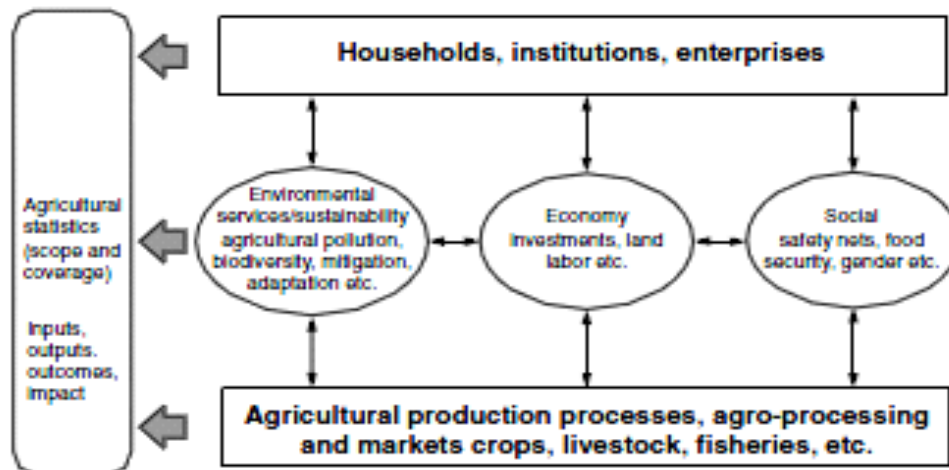 Households, institutions, enterprises
Agricultural
statistics
(scope and
coverage)
Inputs,
outputs.
outcomes,
impact
Environmental
services/sustainability
agricultural pollution,
biodiversity, mitigation,
adaptation etc.
Economy
investments, land
labor etc.
Social
safety nets, food
security, gender etc.
Agricultural production processes, agro-processing
and markets crops, livestock, fisheries, etc.